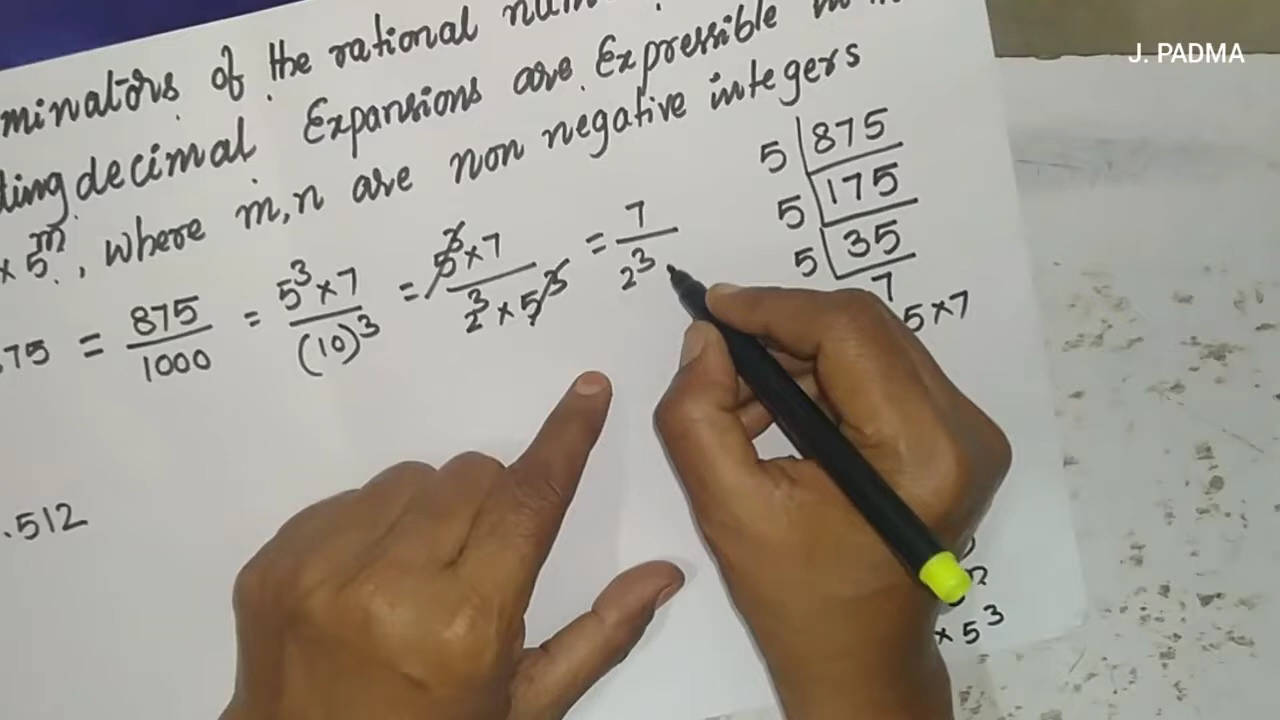 J. PADMA
minators of the rational
ding decimal Expansions are Expressible
× 5^m, where m,n are non negative integers
.75 = 875/1000 = 5^3×7/(10)^3 = 5^3×7/2^3×5^3 = 7/2^3
5 | 875
5 | 175
5 | 35
7
5×7
.512
× 5^3